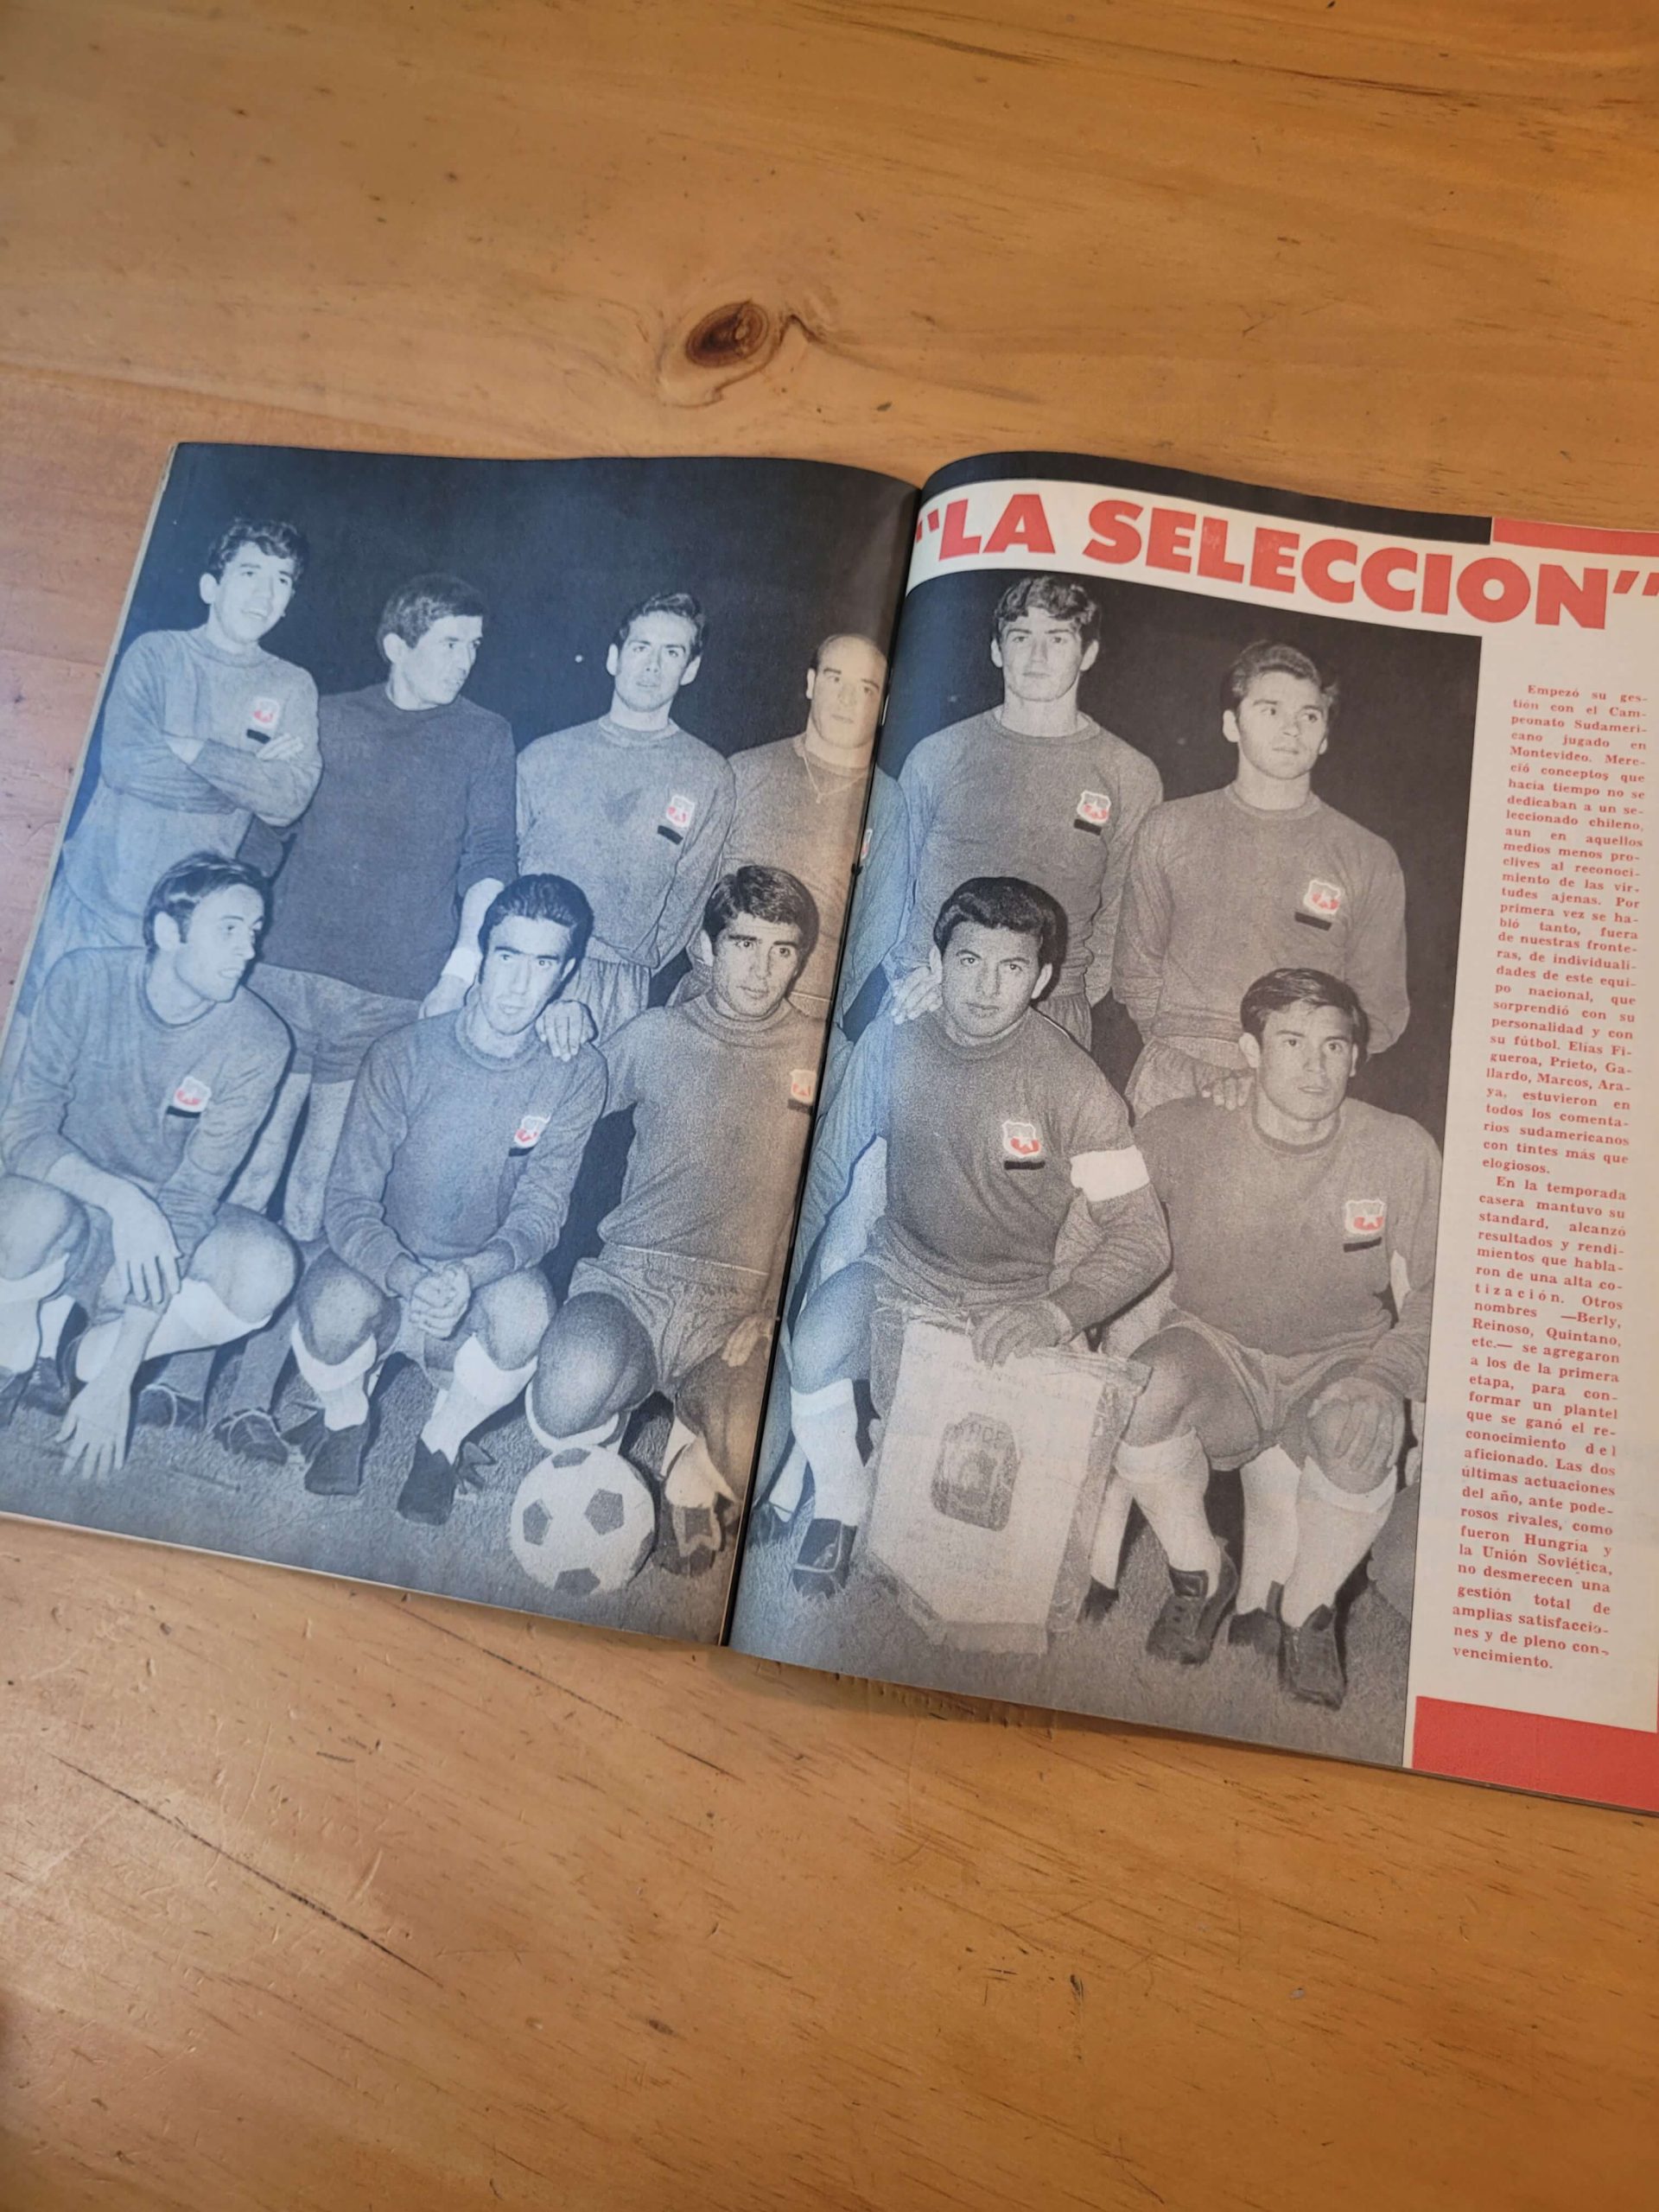 "LA SELECCION"
Empezó su ges-
tión con el Cam-
peonato Sudameri-
cano jugado en
Montevideo. Mere-
ció conceptos que
hacía tiempo no se
dedicaban a un se-
leccionado chileno,
aun en aquellos
medios menos pro-
clives al reconoci-
miento de las vir-
tudes ajenas. Por
primera vez se ha-
bló tanto, fuera
de nuestras fronte-
ras, de individuali-
dades de este equi-
po nacional, que
sorprendió con su
personalidad y con
su fútbol. Elías Fi-
gueroa, Prieto, Ga-
llardo, Marcos, Ara-
ya, estuvieron en
todos los comenta-
rios sudamericanos
con tintes más que
elogiosos.
En la temporada
casera mantuvo su
standard, alcanzó
resultados y rendi-
mientos que habla-
ron de una alta co-
tización. Otros
nombres —Berly,
Reinoso, Quintano,
etc.— se agregaron
a los de la primera
etapa, para con-
formar un plantel
que se ganó el re-
conocimiento del
aficionado. Las dos
últimas actuaciones
del año, ante pode-
rosos rivales, como
fueron Hungría y
la Unión Soviética,
no desmerecen una
gestión total de
amplias satisfaccio-
nes y de pleno con-
vencimiento.